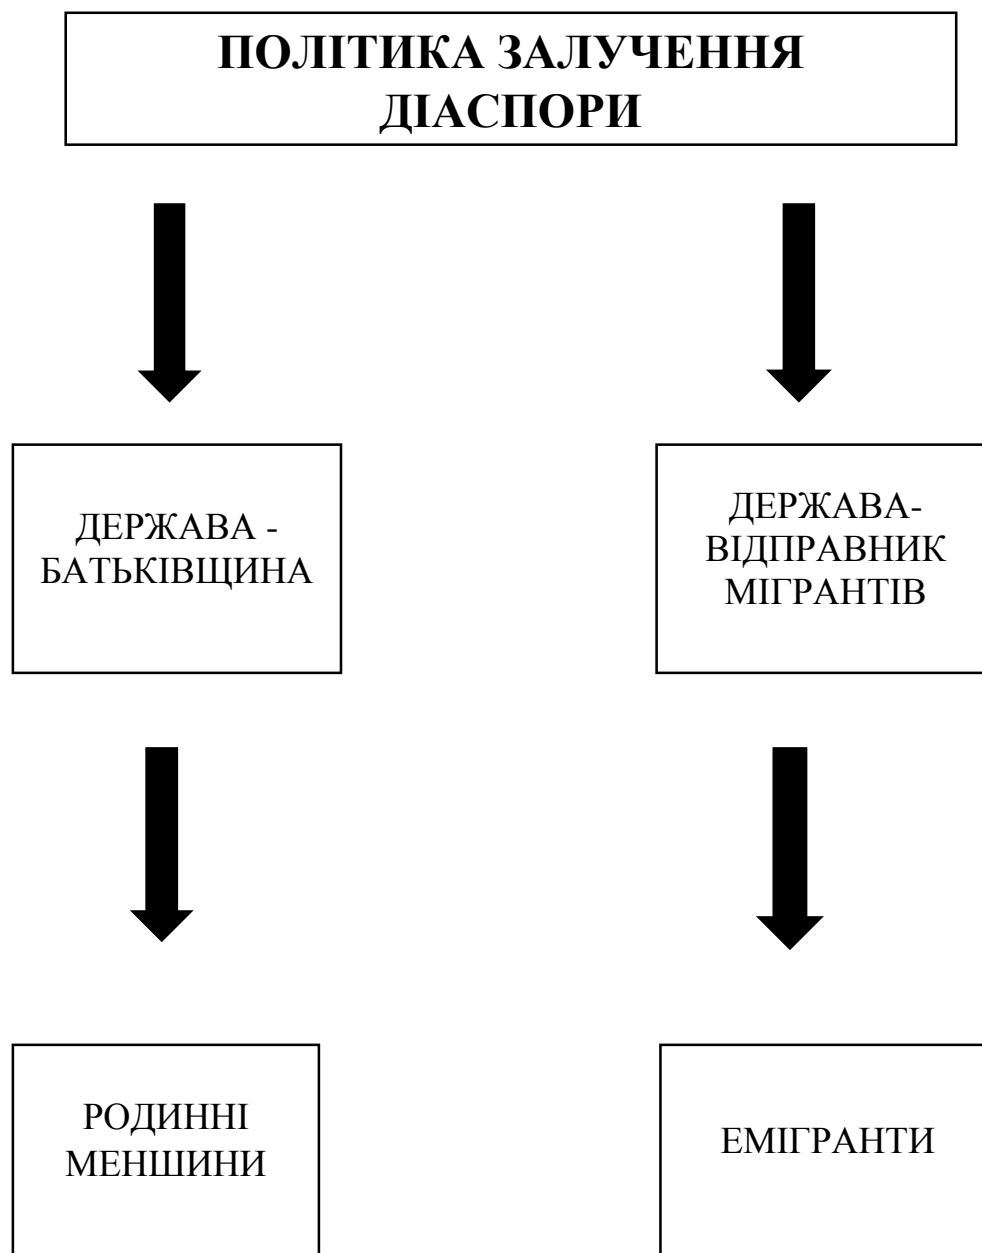 ПОЛІТИКА ЗАЛУЧЕННЯ
ДІАСПОРИ
ДЕРЖАВА -
БАТЬКІВЩИНА
ДЕРЖАВА-
ВІДПРАВНИК
МІГРАНТІВ
РОДИННІ
МЕНШИНИ
ЕМІГРАНТИ